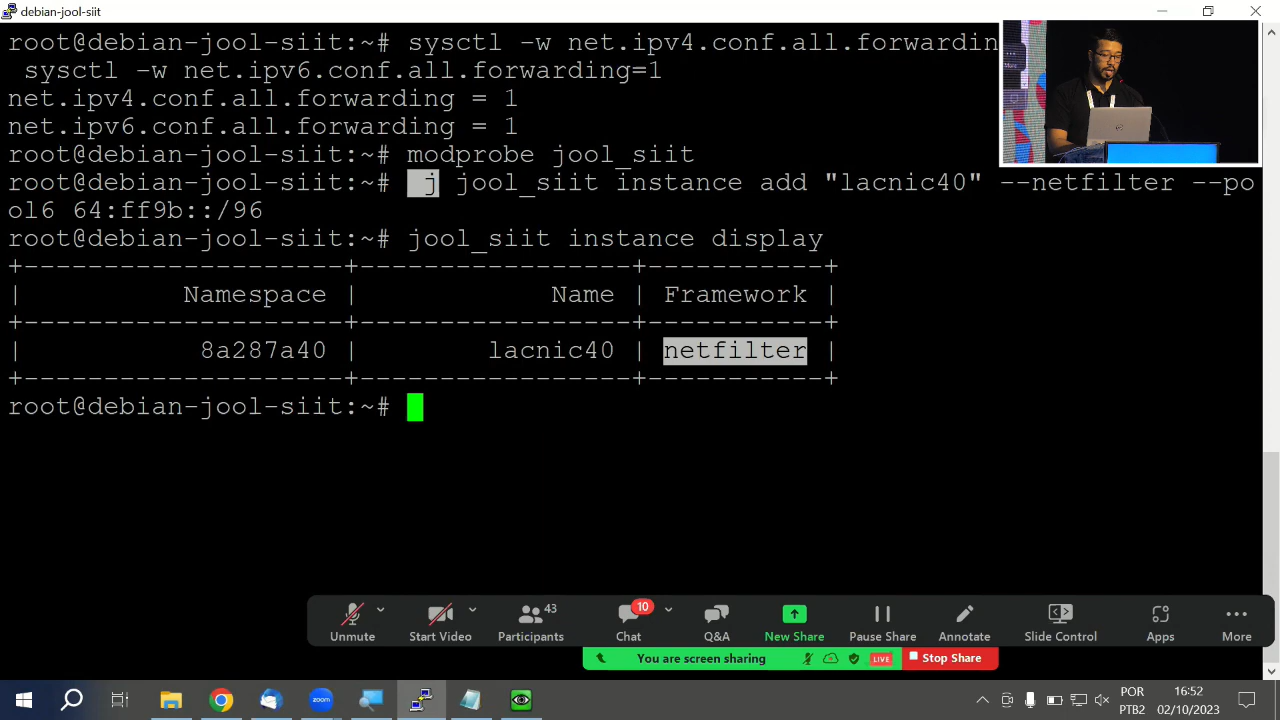 debian-jool-siit
root@debian-jool-siit:~# sysctl -w net.ipv4.conf.all.forwardin
sysctl -w net.ipv6.conf.all.forwarding=1
net.ipv4.conf.all.forwarding = 1
net.ipv6.conf.all.forwarding = 1
root@debian-jool-siit:~# modprobe jool_siit
root@debian-jool-siit:~# j jool_siit instance add "lacnic40" --netfilter --po
ol6 64:ff9b::/96
root@debian-jool-siit:~# jool_siit instance display
+--------------------+-----------------+-----------+
| Namespace | Name | Framework |
+--------------------+-----------------+-----------+
| 8a287a40 | lacnic40 | netfilter |
+--------------------+-----------------+-----------+
root@debian-jool-siit:~#
43
10
Unmute Start Video Participants Chat Q&A New Share Pause Share Annotate Slide Control Apps More
You are screen sharing LIVE Stop Share
zoom
POR
PTB2
16:52
02/10/2023